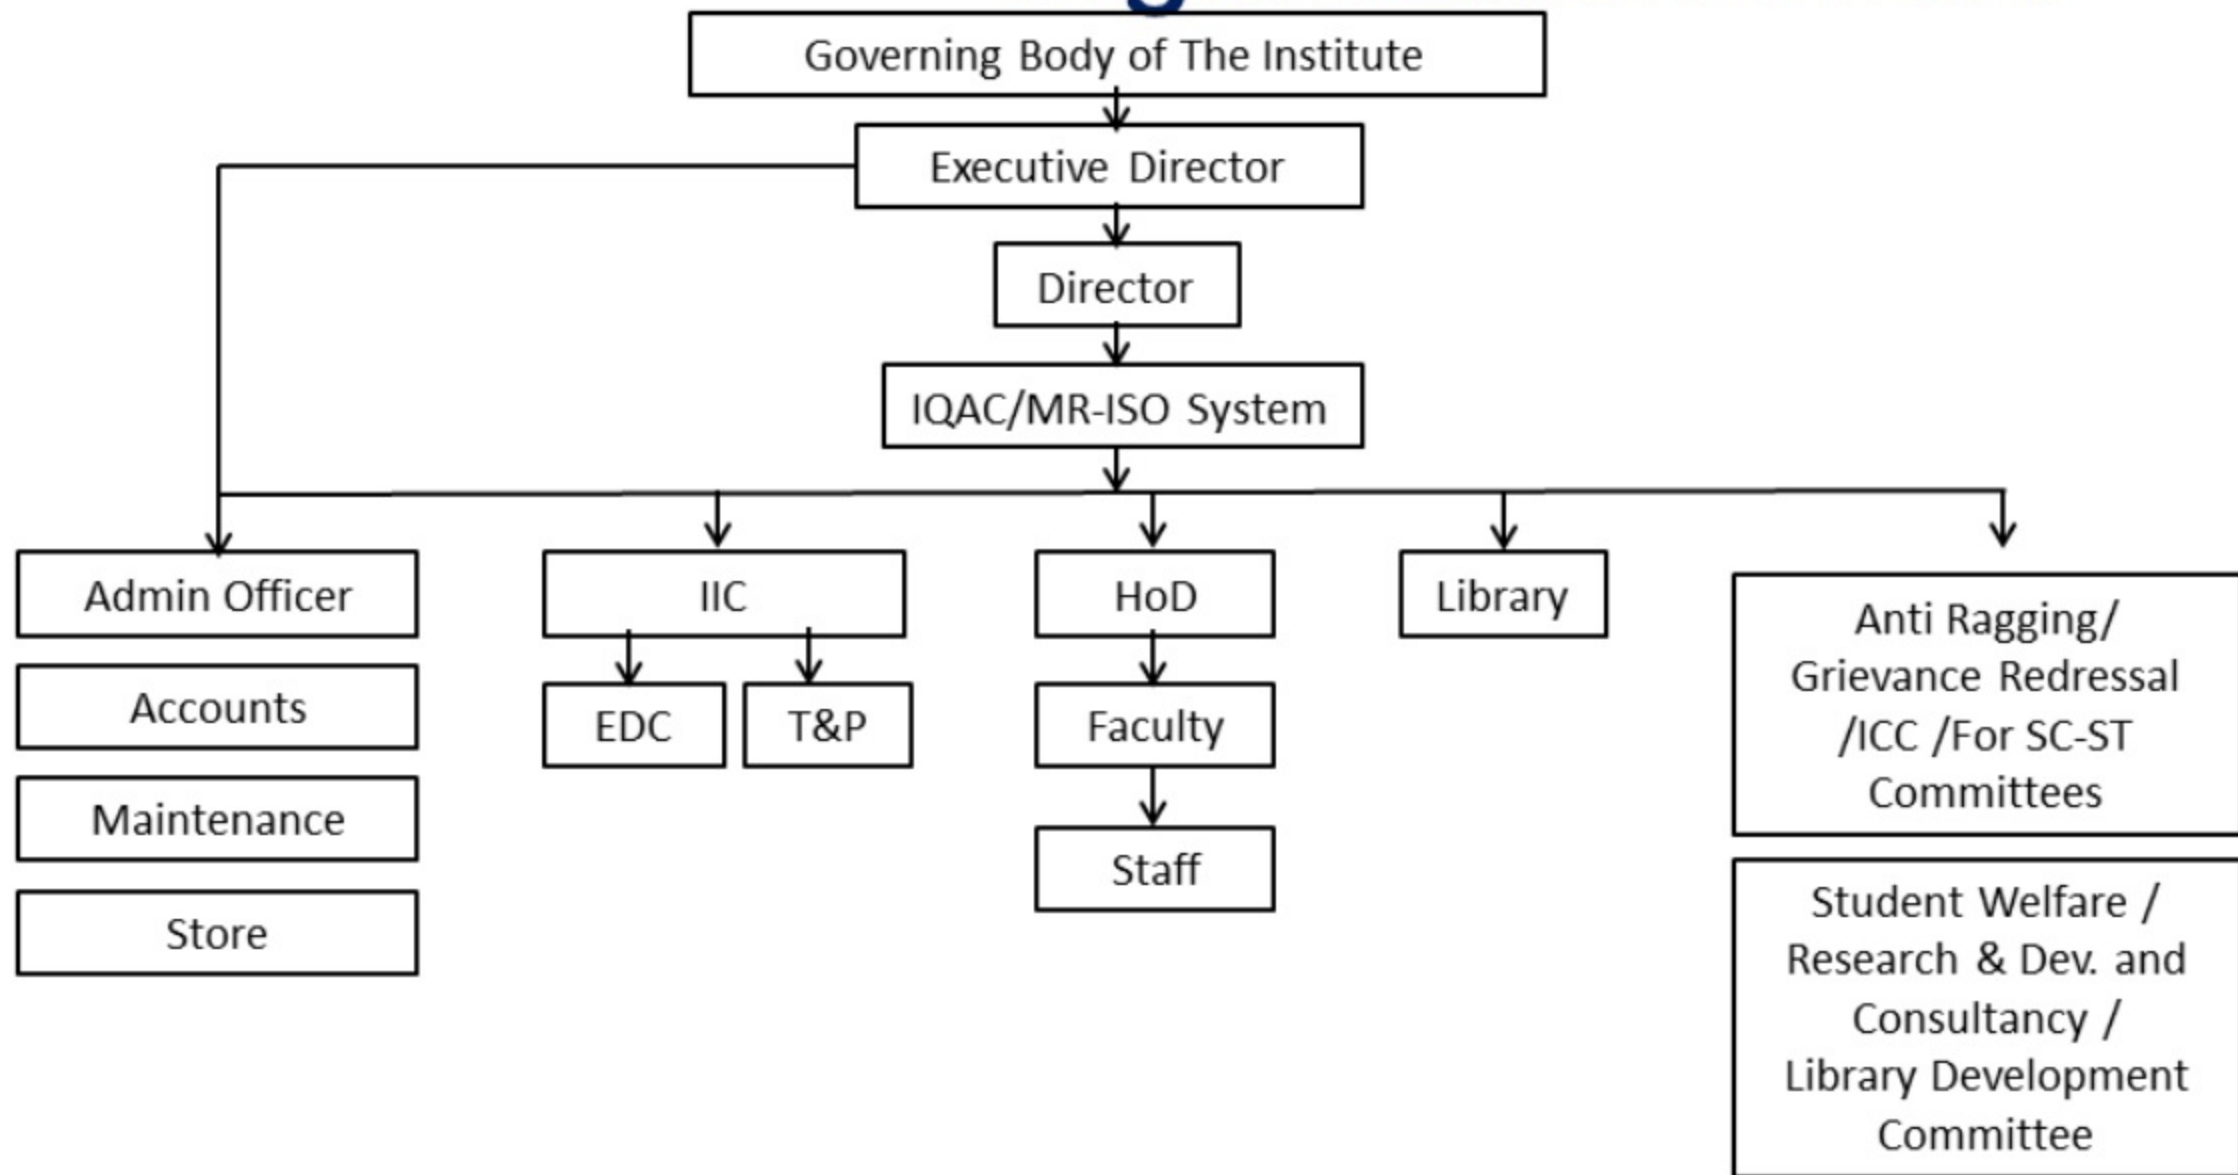 Governing Body of The Institute
Executive Director
Director
IQAC/MR-ISO System
Admin Officer
Accounts
Maintenance
Store
IIC
EDC
T&P
HoD
Faculty
Staff
Library
Anti Ragging/
Grievance Redressal
/ICC /For SC-ST
Committees
Student Welfare /
Research & Dev. and
Consultancy /
Library Development
Committee